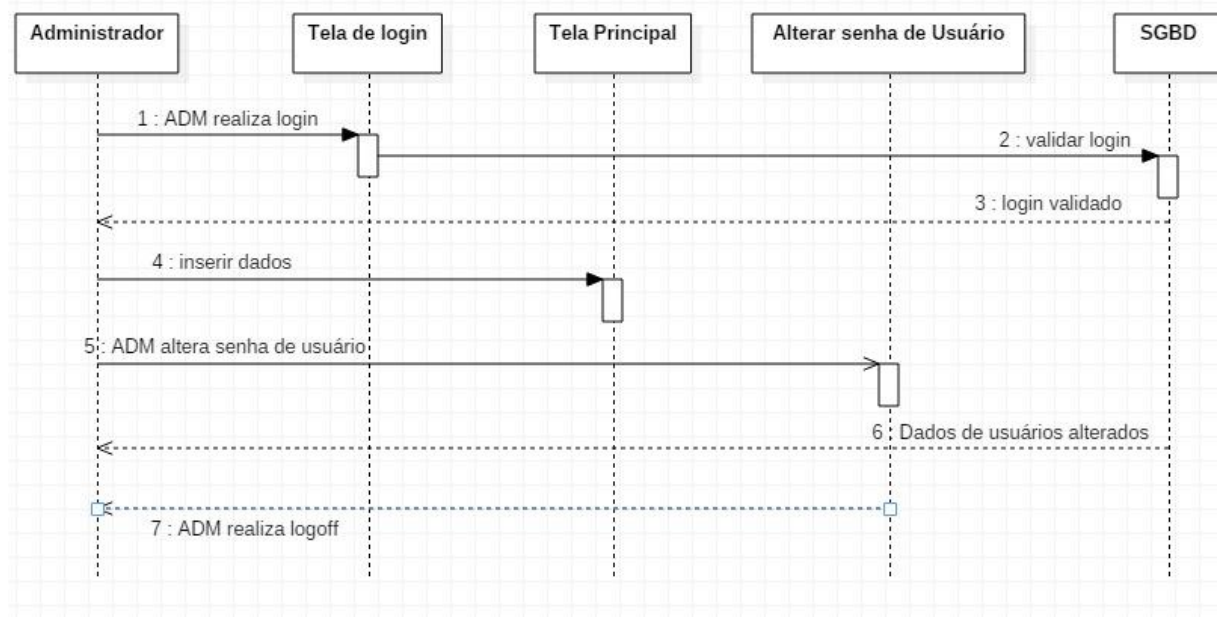 Administrador
Tela de login
Tela Principal
Alterar senha de Usuário
SGBD
1 : ADM realiza login
2 : validar login
3 : login validado
4 : inserir dados
5 : ADM altera senha de usuário
6 : Dados de usuários alterados
7 : ADM realiza logoff